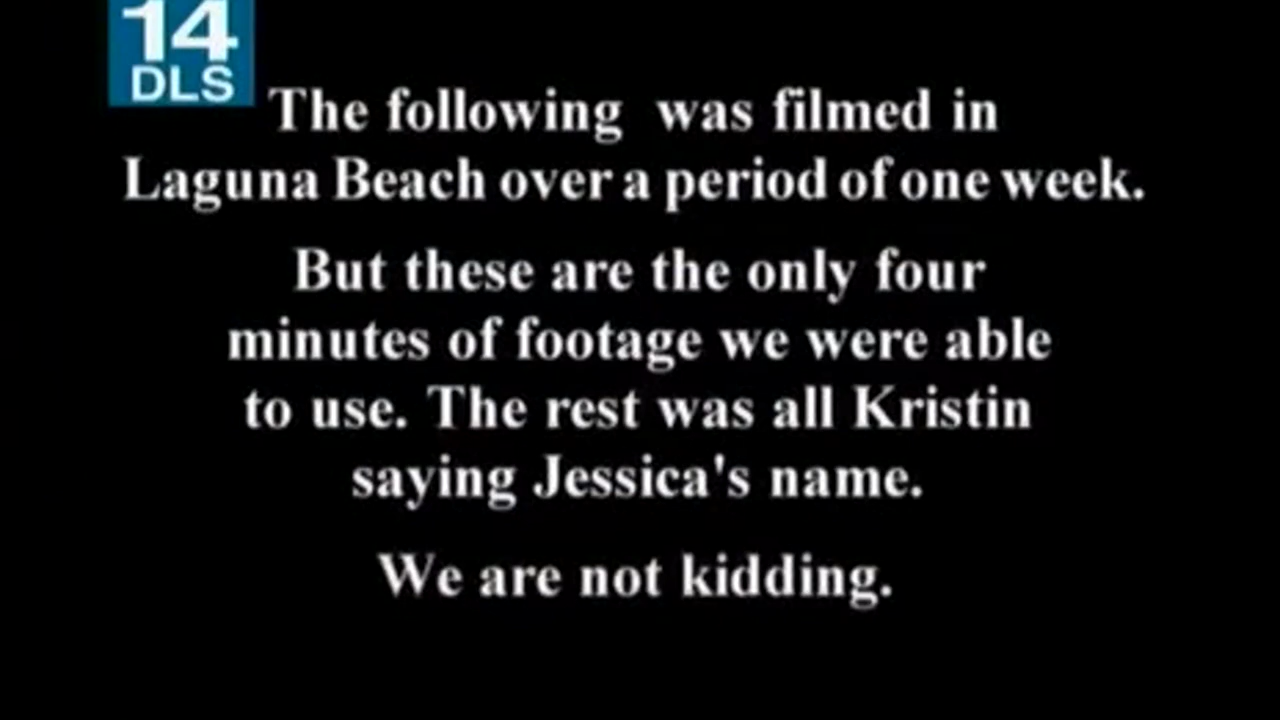 14
DLS
The following was filmed in
Laguna Beach over a period of one week.
But these are the only four
minutes of footage we were able
to use. The rest was all Kristin
saying Jessica's name.
We are not kidding.